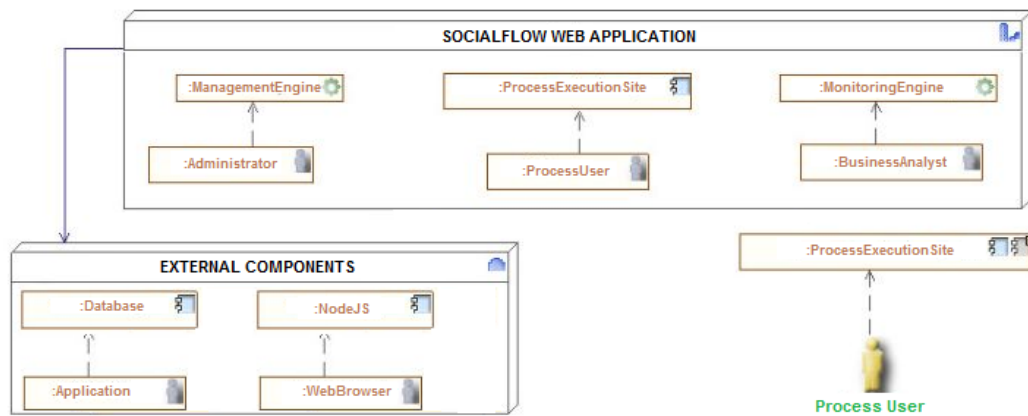 SOCIALFLOW WEB APPLICATION
:ManagementEngine
:ProcessExecutionSite
:MonitoringEngine
:Administrator
:ProcessUser
:BusinessAnalyst
:ProcessExecutionSite
EXTERNAL COMPONENTS
:Database
:NodeJS
:Application
:WebBrowser
Process User